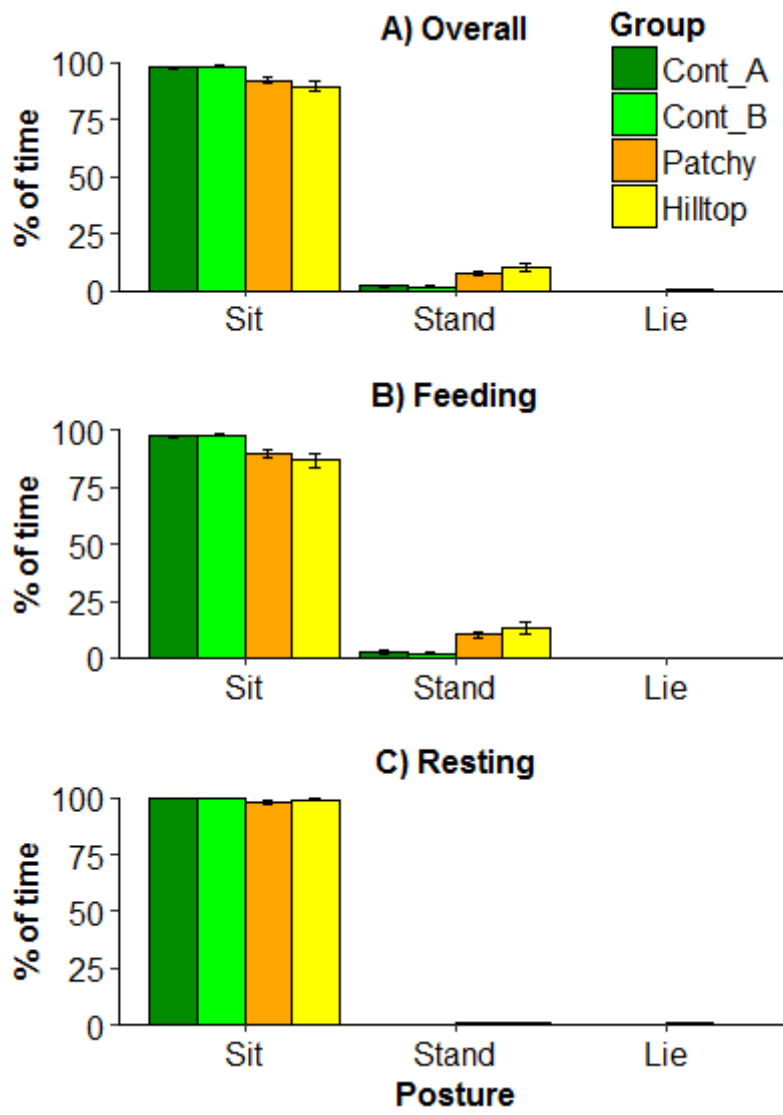 A) Overall
Group
Cont_A
Cont_B
Patchy
Hilltop
% of time
100
75
50
25
0
Sit Stand Lie
B) Feeding
% of time
100
75
50
25
0
Sit Stand Lie
C) Resting
% of time
100
75
50
25
0
Sit Stand Lie
Posture